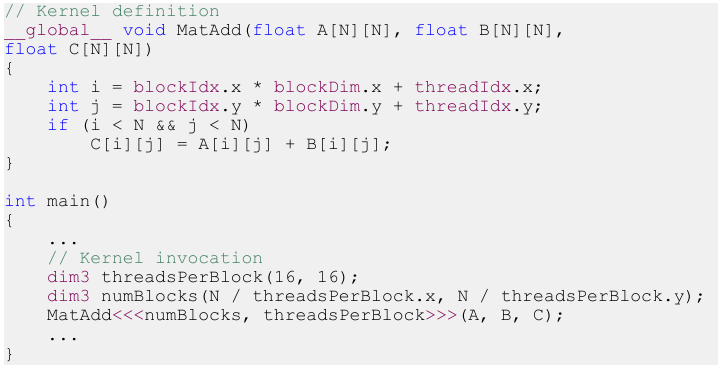 // Kernel definition
__global__ void MatAdd(float A[N][N], float B[N][N],
float C[N][N])
{
    int i = blockIdx.x * blockDim.x + threadIdx.x;
    int j = blockIdx.y * blockDim.y + threadIdx.y;
    if (i < N && j < N)
        C[i][j] = A[i][j] + B[i][j];
}

int main()
{
    ...
    // Kernel invocation
    dim3 threadsPerBlock(16, 16);
    dim3 numBlocks(N / threadsPerBlock.x, N / threadsPerBlock.y);
    MatAdd<<<numBlocks, threadsPerBlock>>>(A, B, C);
    ...
}